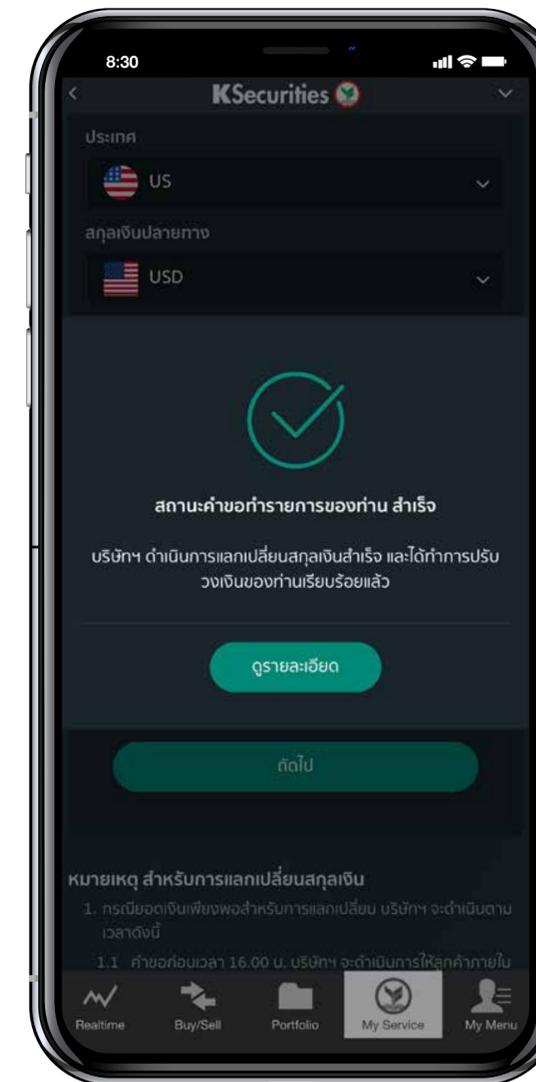 8:30
KSecurities
ประเทศ
US
สกุลเงินปลายทาง
USD
สถานะคำขอทำรายการของท่าน สำเร็จ
บริษัทฯ ดำเนินการแลกเปลี่ยนสกุลเงินสำเร็จ และได้ทำการปรับ
วงเงินของท่านเรียบร้อยแล้ว
ดูรายละเอียด
ถัดไป
หมายเหตุ สำหรับการแลกเปลี่ยนสกุลเงิน
1. กรณียอดเงินเพียงพอสำหรับการแลกเปลี่ยน บริษัทฯ จะดำเนินตาม
เวลาดังนี้
1.1 คำขอก่อนเวลา 16.00 น. บริษัทฯ จะดำเนินการให้ลูกค้าภายใน
Realtime
Buy/Sell
Portfolio
My Service
My Menu